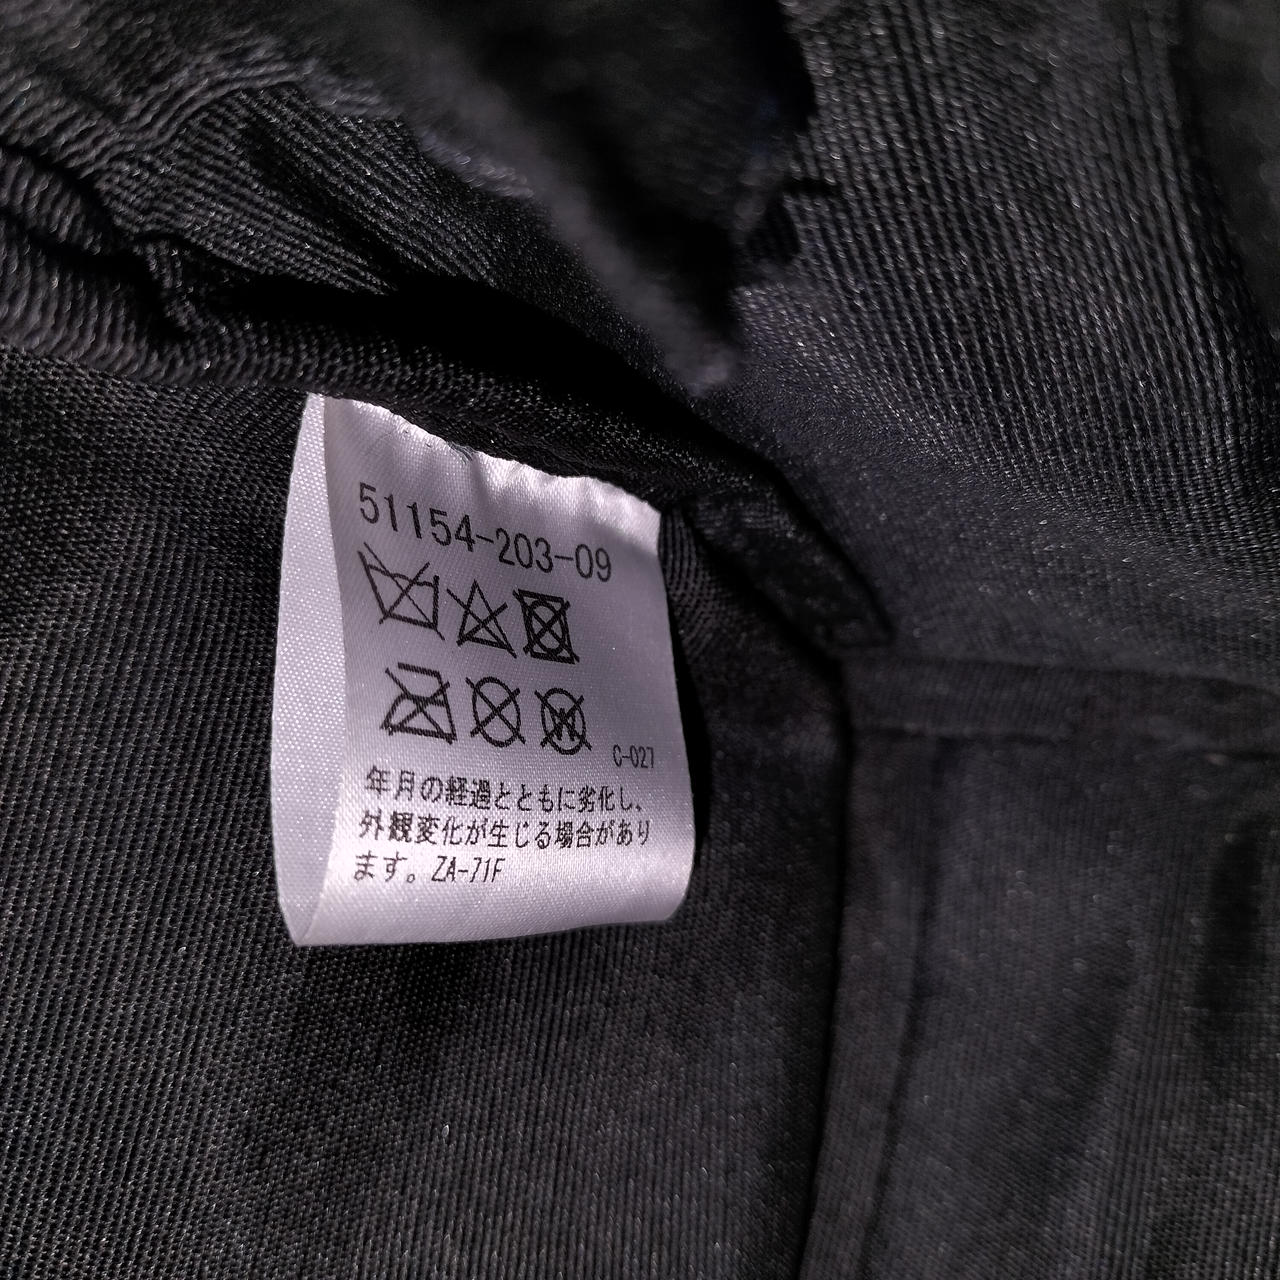 51154-203-09
W
C-027
年月の経過とともに劣化し、
外観変化が生じる場合があり
ます。ZA-71F